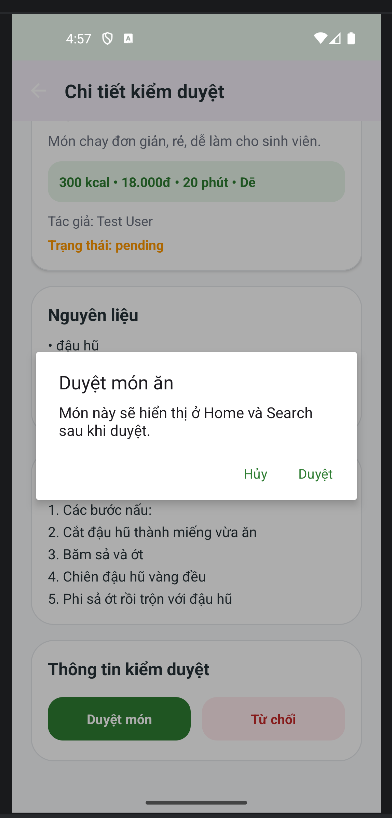 4:57
Chi tiết kiểm duyệt
Món chay đơn giản, rẻ, dễ làm cho sinh viên.
300 kcal • 18.000đ • 20 phút • Dễ
Tác giả: Test User
Trạng thái: pending
Nguyên liệu
• đậu hũ
Duyệt món ăn
Món này sẽ hiển thị ở Home và Search
sau khi duyệt.
Hủy
Duyệt
1. Các bước nấu:
2. Cắt đậu hũ thành miếng vừa ăn
3. Băm sả và ớt
4. Chiên đậu hũ vàng đều
5. Phi sả ớt rồi trộn với đậu hũ
Thông tin kiểm duyệt
Duyệt món
Từ chối